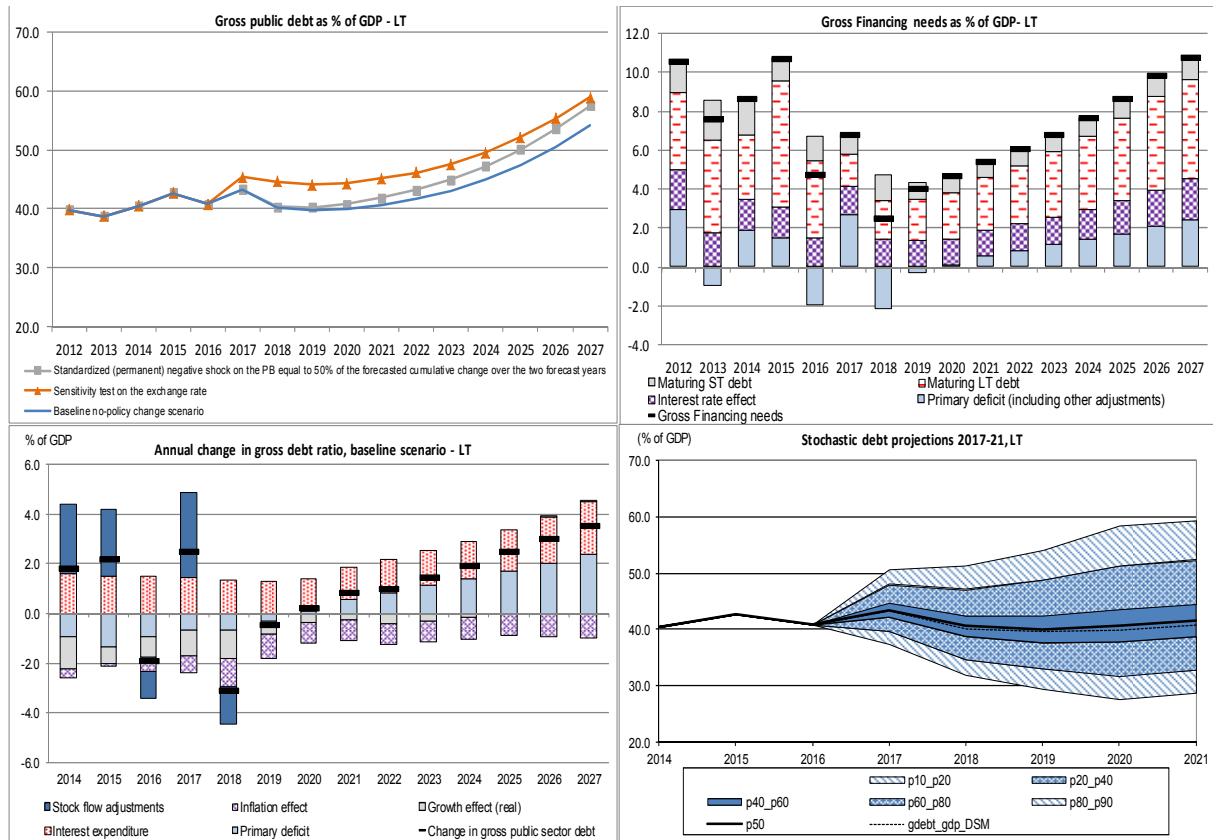 Gross public debt as % of GDP - LT
70.0
60.0
50.0
40.0
30.0
20.0
2012 2013 2014 2015 2016 2017 2018 2019 2020 2021 2022 2023 2024 2025 2026 2027
Standardized (permanent) negative shock on the PB equal to 50% of the forecasted cumulative change over the two forecast years
Sensitivity test on the exchange rate
Baseline no-policy change scenario
Gross Financing needs as % of GDP- LT
12.0
10.0
8.0
6.0
4.0
2.0
0.0
-2.0
-4.0
2012 2013 2014 2015 2016 2017 2018 2019 2020 2021 2022 2023 2024 2025 2026 2027
Maturing ST debt Maturing LT debt
Interest rate effect Primary deficit (including other adjustments)
Gross Financing needs
% of GDP
Annual change in gross debt ratio, baseline scenario - LT
6.0
4.0
2.0
0.0
-2.0
-4.0
-6.0
2014 2015 2016 2017 2018 2019 2020 2021 2022 2023 2024 2025 2026 2027
Stock flow adjustments Inflation effect Growth effect (real)
Interest expenditure Primary deficit Change in gross public sector debt
(% of GDP)
Stochastic debt projections 2017-21, LT
70.0
60.0
50.0
40.0
30.0
20.0
2014 2015 2016 2017 2018 2019 2020 2021
p10_p20 p20_p40
p40_p60 p60_p80 p80_p90
p50 gdebt_gdp_DSM